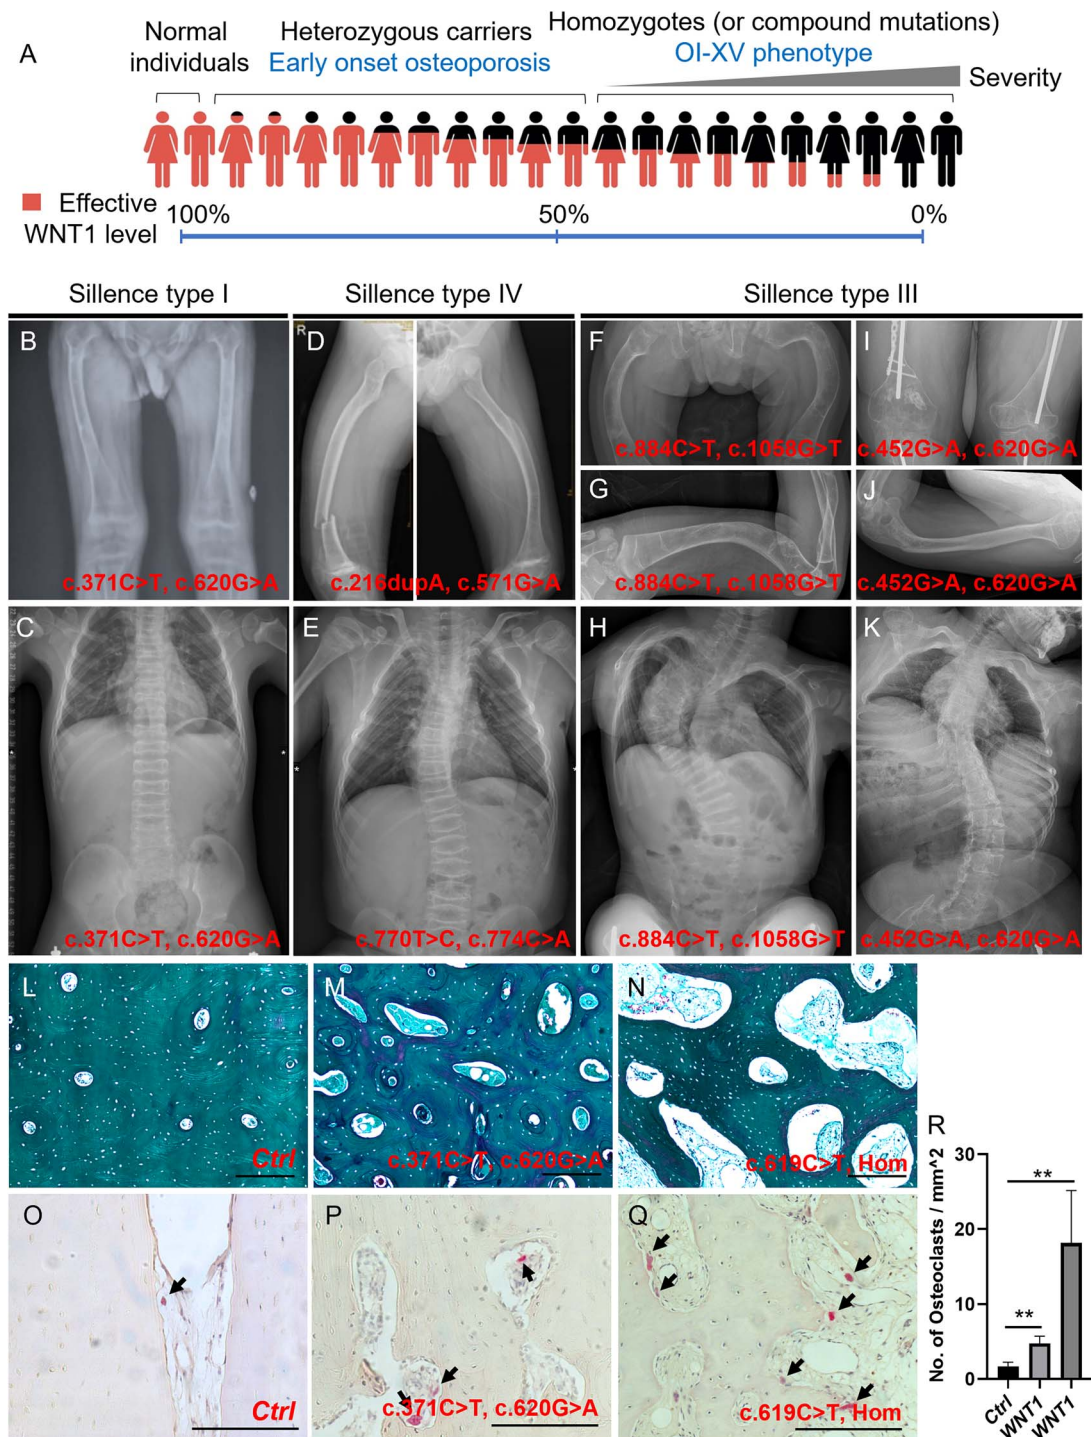 A
Normal
individuals
Heterozygous carriers
Early onset osteoporosis
Homozygotes (or compound mutations)
OI-XV phenotype
Severity
Effective
WNT1 level
100%
50%
0%
Sillence type I
Sillence type IV
Sillence type III
B
c.371C>T, c.620G>A
R
D
c.216dupA, c.571G>A
F
c.884C>T, c.1058G>T
I
c.452G>A, c.620G>A
G
c.884C>T, c.1058G>T
J
c.452G>A, c.620G>A
C
c.371C>T, c.620G>A
E
c.770T>C, c.774C>A
H
c.884C>T, c.1058G>T
K
c.452G>A, c.620G>A
L
Ctrl
M
c.371C>T, c.620G>A
N
c.619C>T, Hom
O
Ctrl
P
c.371C>T, c.620G>A
Q
c.619C>T, Hom
R
No. of Osteoclasts / mm^2
30
20
10
0
**
**
Ctrl
WNT1
WNT1